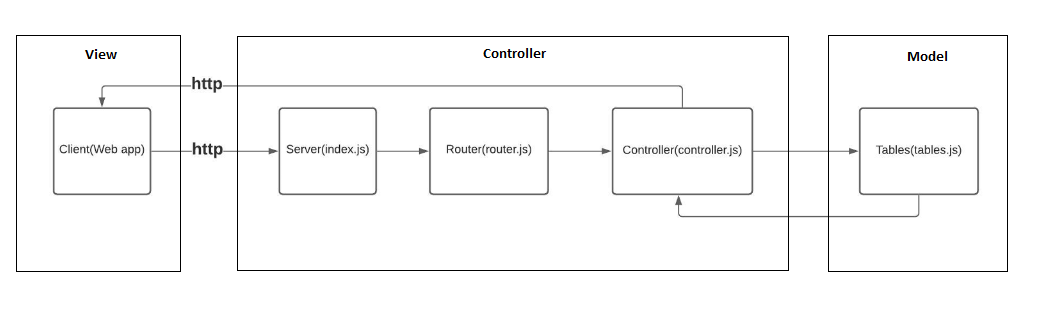 View
Controller
Model
http
Client(Web app)
http
Server(index.js)
Router(router.js)
Controller(controller.js)
Tables(tables.js)